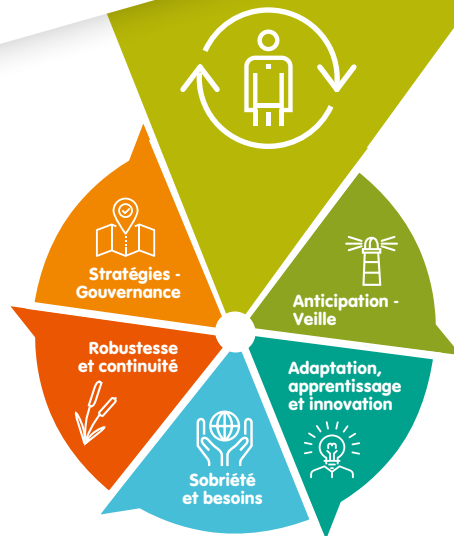 Stratégies -
Gouvernance
Anticipation -
Veille
Robustesse
et continuité
Adaptation,
apprentissage
et innovation
Sobriété
et besoins